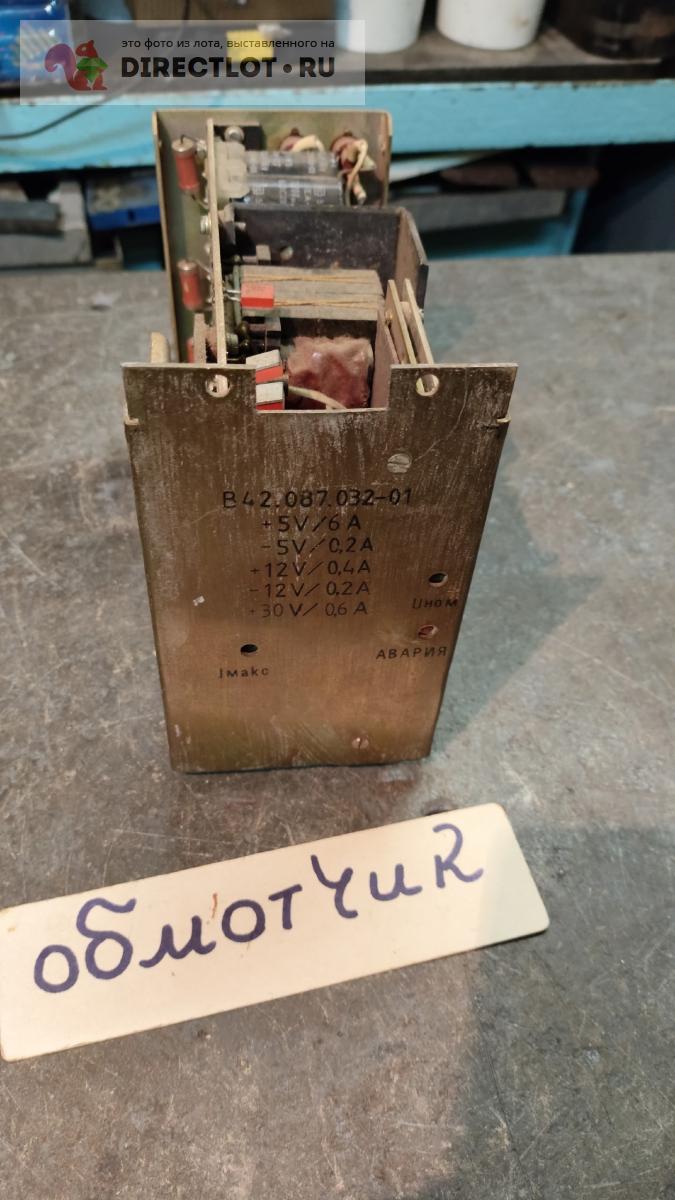 это фото из лота, выставленного на
DIRECTLOT.RU
В42.087.032-01
+5V/6A
-5V/0,2A
+12V/0,4A
-12V/0,2A
+30V/0,6A
Uном
АВАРИЯ
Iмакс
обмотчик